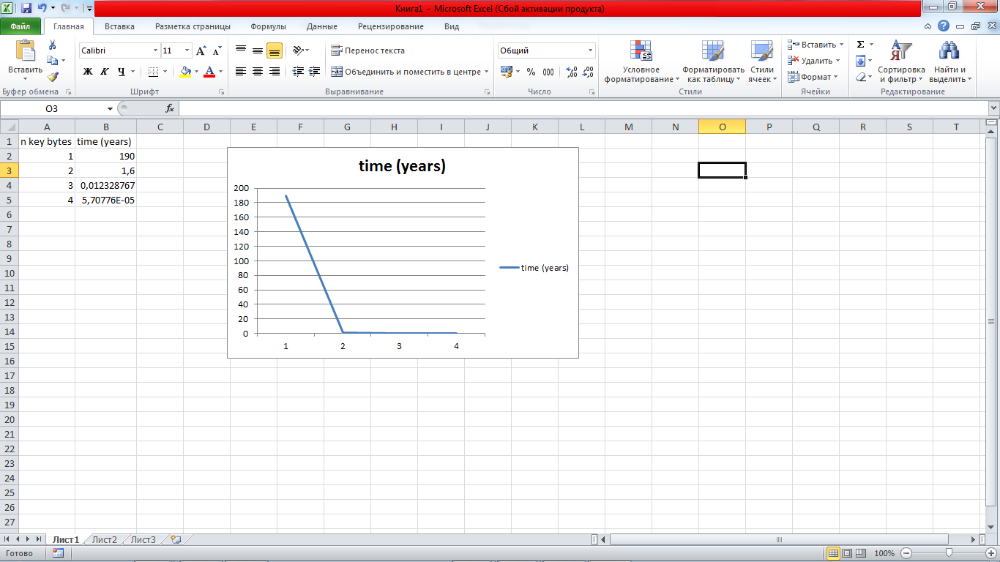 Книга1 - Microsoft Excel (Сбой активации продукта)
Файл Главная Вставка Разметка страницы Формулы Данные Рецензирование Вид
Вставить
Буфер обмена
Calibri 11
Ж К Ч А
Шрифт
Перенос текста
Объединить и поместить в центре
Выравнивание
Общий
% 000
Число
Условное форматирование
Форматировать как таблицу
Стили ячеек
Стили
Вставить
Удалить
Формат
Ячейки
Σ
Сортировка и фильтр
Найти и выделить
Редактирование
O3 fx
A B C D E F G H I J K L M N O P Q R S T
1 n key bytes time (years)
2 1 190
3 2 1,6
4 3 0,012328767
5 4 5,70776E-05
6
7
8
9
10
11
12
13
14
15
16
17
18
19
20
21
22
23
24
25
26
27
time (years)
200
180
160
140
120
100
80
60
40
20
0
1 2 3 4
time (years)
Лист1 Лист2 Лист3
Готово 100%